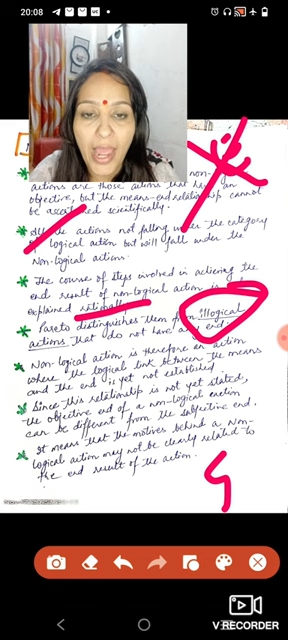 20:08
non-
actions are those actions that have an
objective, but the means-end relationship cannot
be ascertained scientifically.
All the actions not falling under the category
of logical action but will fall under the
Non-logical actions.
The course of steps involved in achieving the
end result of non-logical action is
explained rationally.
Pareto distinguishes them from illogical
actions that do not have any end.
Non-logical action is therefore an action
where the logical link between the means
and the end is yet not established.
Since this relationship is not yet stated,
the objective end of a non-logical action
can be different from the subjective end.
It means that the motives behind a Non-
logical action may not be clearly related to
the end result of the action.
V RECORDER